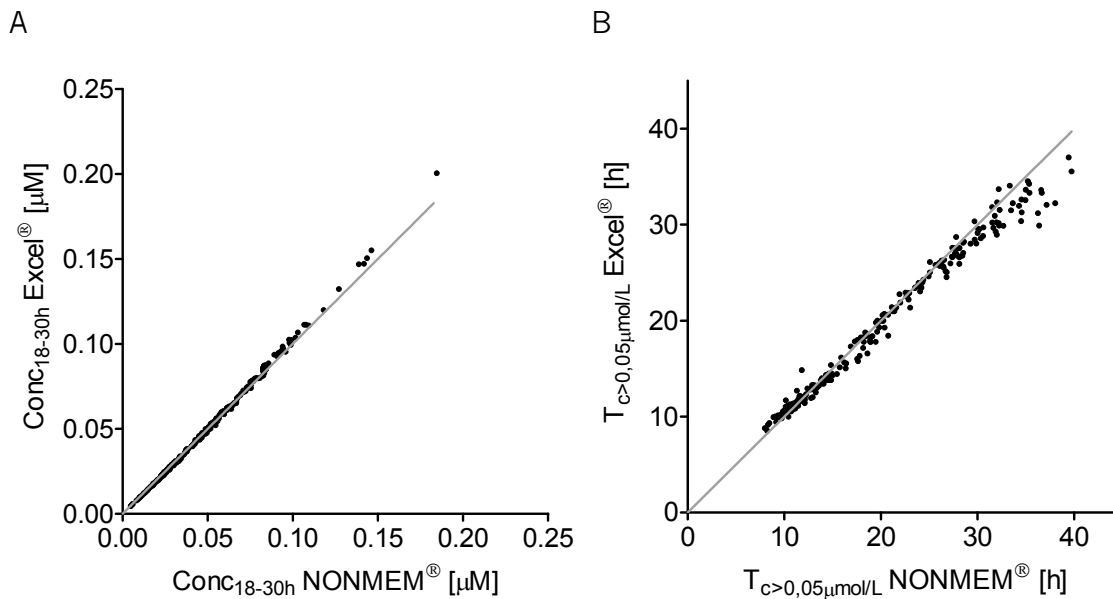 A
B
0.25
0.20
0.15
0.10
0.05
0.00
Conc18-30h Excel® [μM]
0.00 0.05 0.10 0.15 0.20 0.25
Conc18-30h NONMEM® [μM]
40
30
20
10
0
Tc>0,05μmol/L Excel® [h]
0 10 20 30 40
Tc>0,05μmol/L NONMEM® [h]